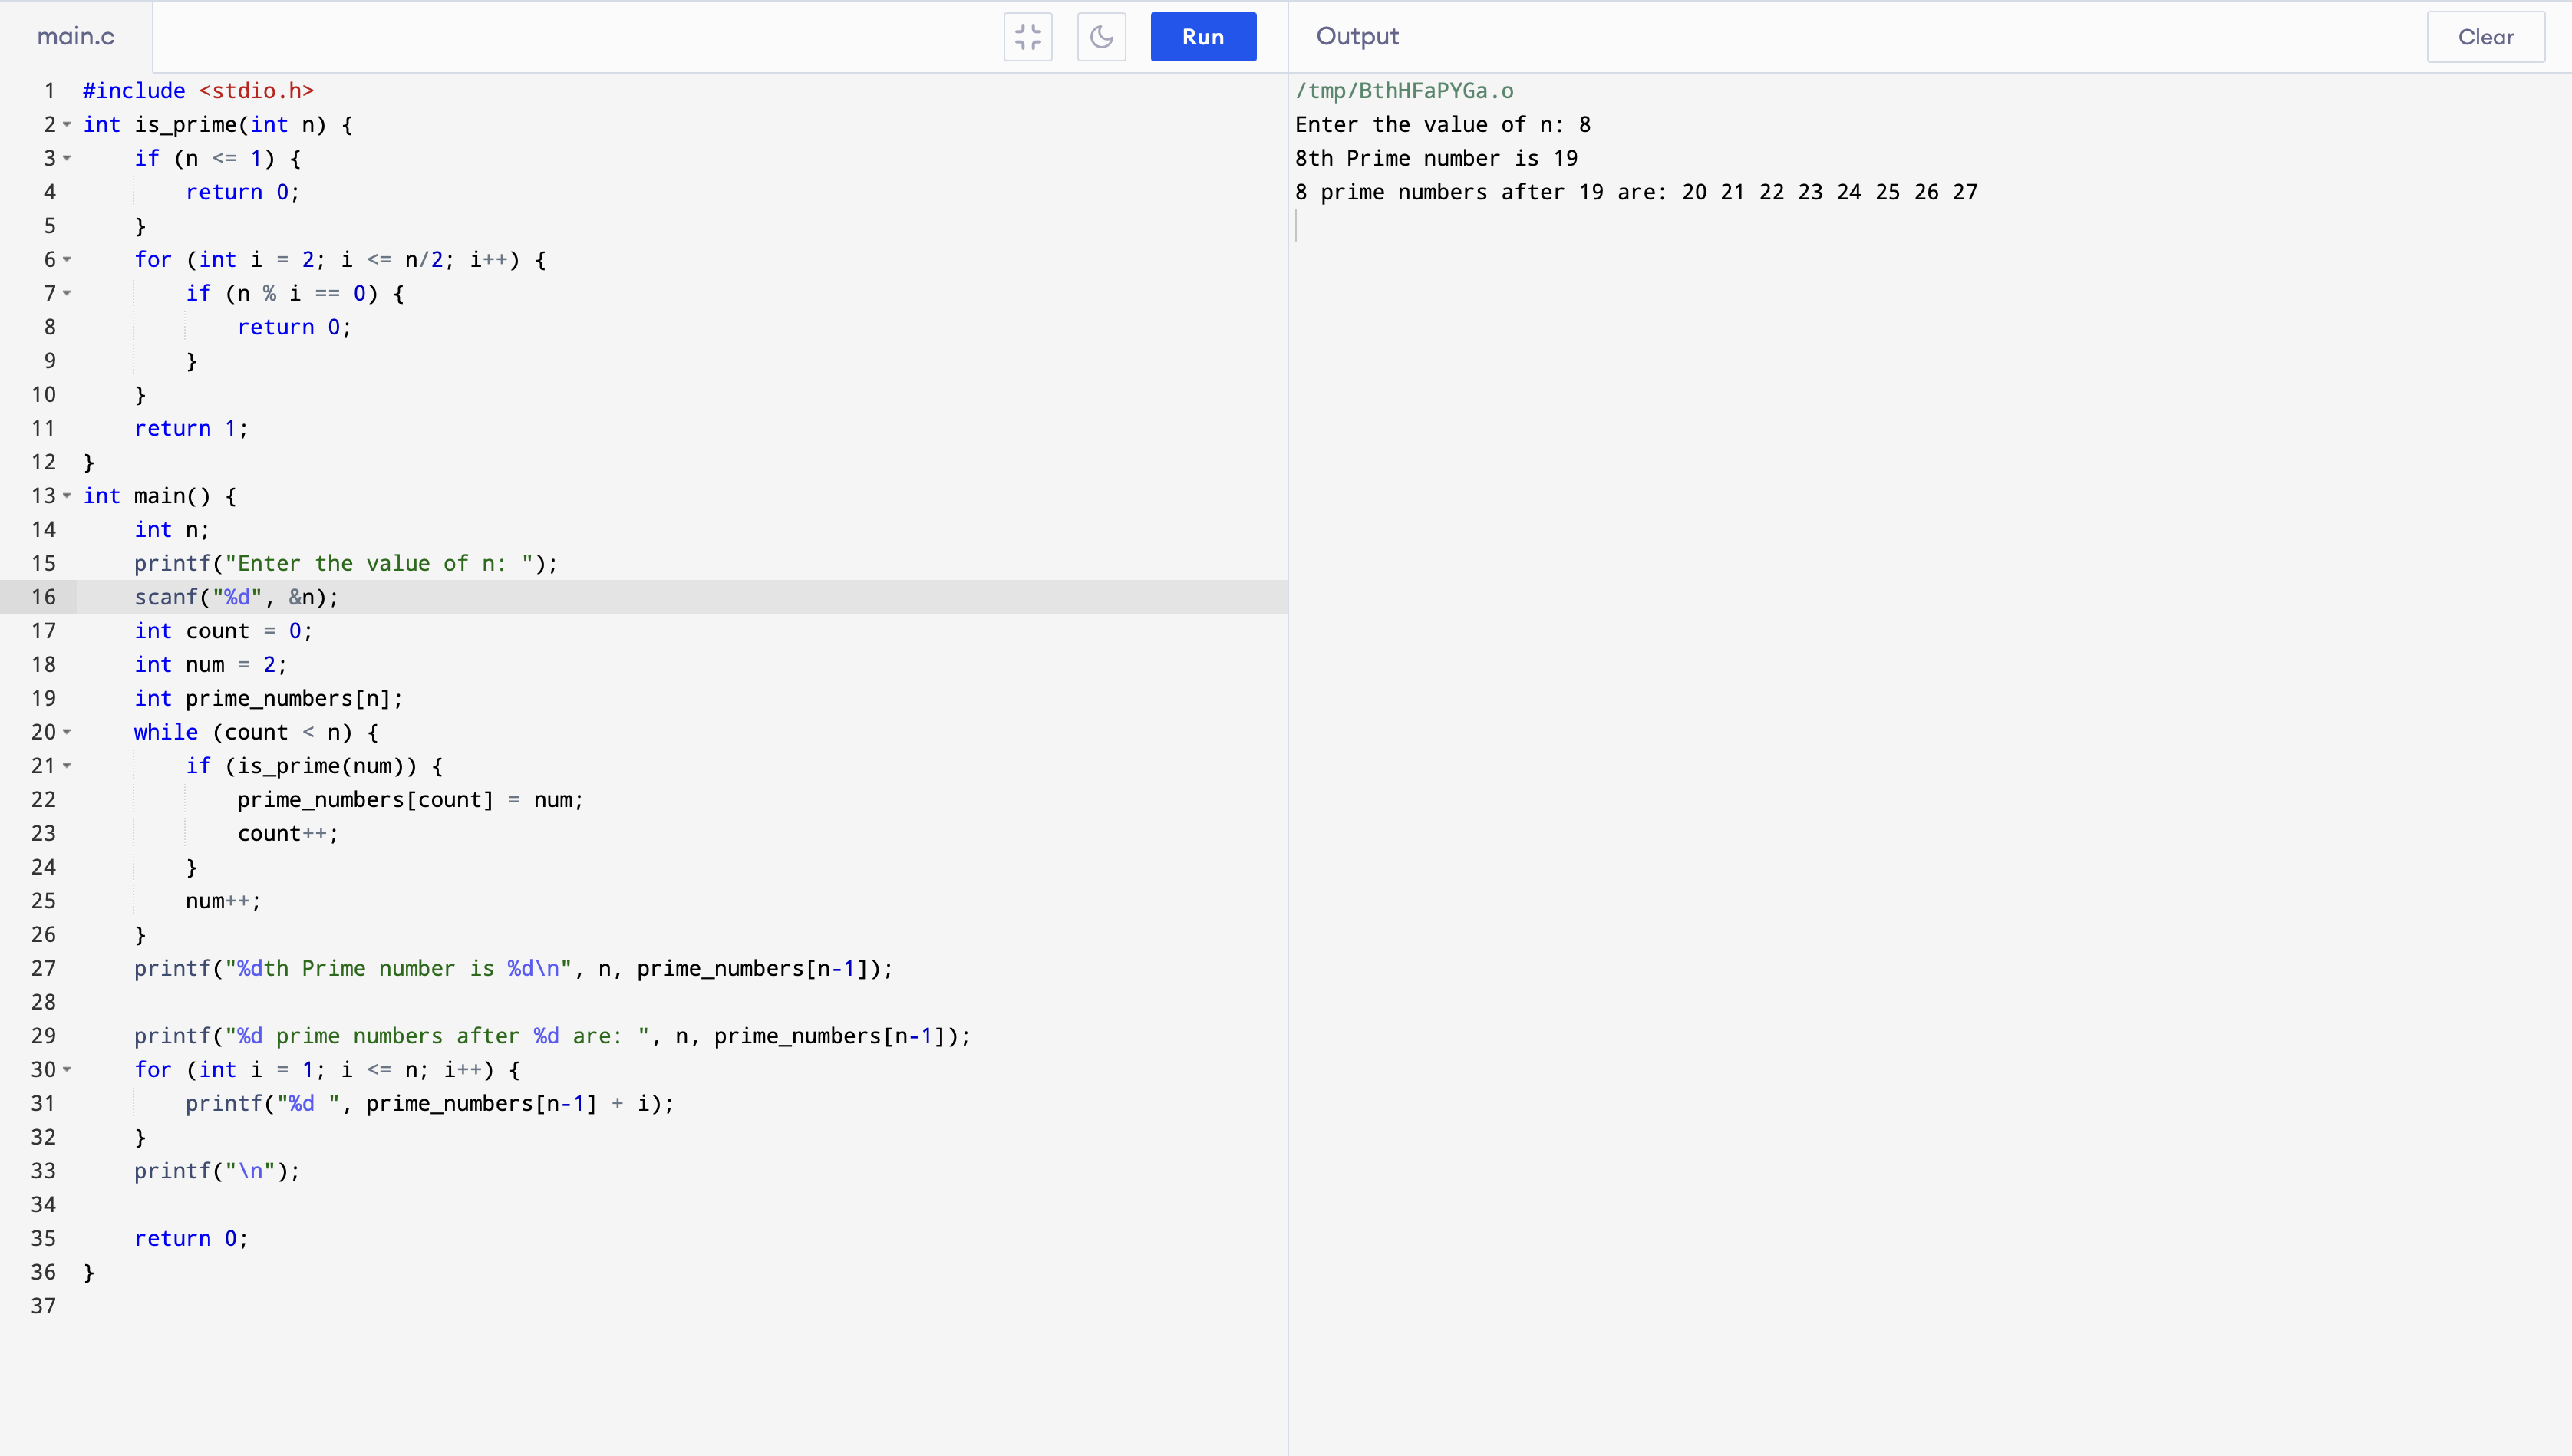 main.c
Run
Output
Clear
1 #include <stdio.h>
2 int is_prime(int n) {
3     if (n <= 1) {
4         return 0;
5     }
6     for (int i = 2; i <= n/2; i++) {
7         if (n % i == 0) {
8             return 0;
9         }
10     }
11     return 1;
12 }
13 int main() {
14     int n;
15     printf("Enter the value of n: ");
16     scanf("%d", &n);
17     int count = 0;
18     int num = 2;
19     int prime_numbers[n];
20     while (count < n) {
21         if (is_prime(num)) {
22             prime_numbers[count] = num;
23             count++;
24         }
25         num++;
26     }
27     printf("%dth Prime number is %d\n", n, prime_numbers[n-1]);
28
29     printf("%d prime numbers after %d are: ", n, prime_numbers[n-1]);
30     for (int i = 1; i <= n; i++) {
31         printf("%d ", prime_numbers[n-1] + i);
32     }
33     printf("\n");
34
35     return 0;
36 }
37
/tmp/BthHFaPYGa.o
Enter the value of n: 8
8th Prime number is 19
8 prime numbers after 19 are: 20 21 22 23 24 25 26 27